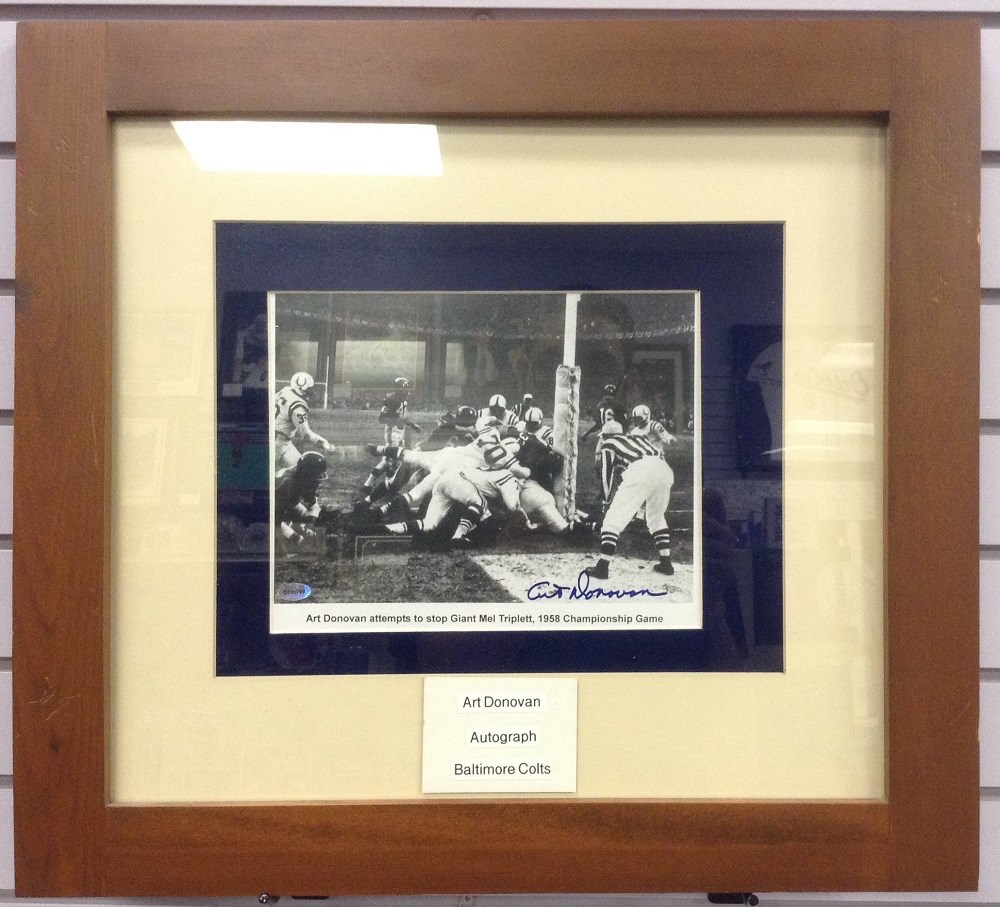 Art Donovan
Art Donovan attempts to stop Giant Mel Triplett, 1958 Championship Game
Art Donovan
Autograph
Baltimore Colts